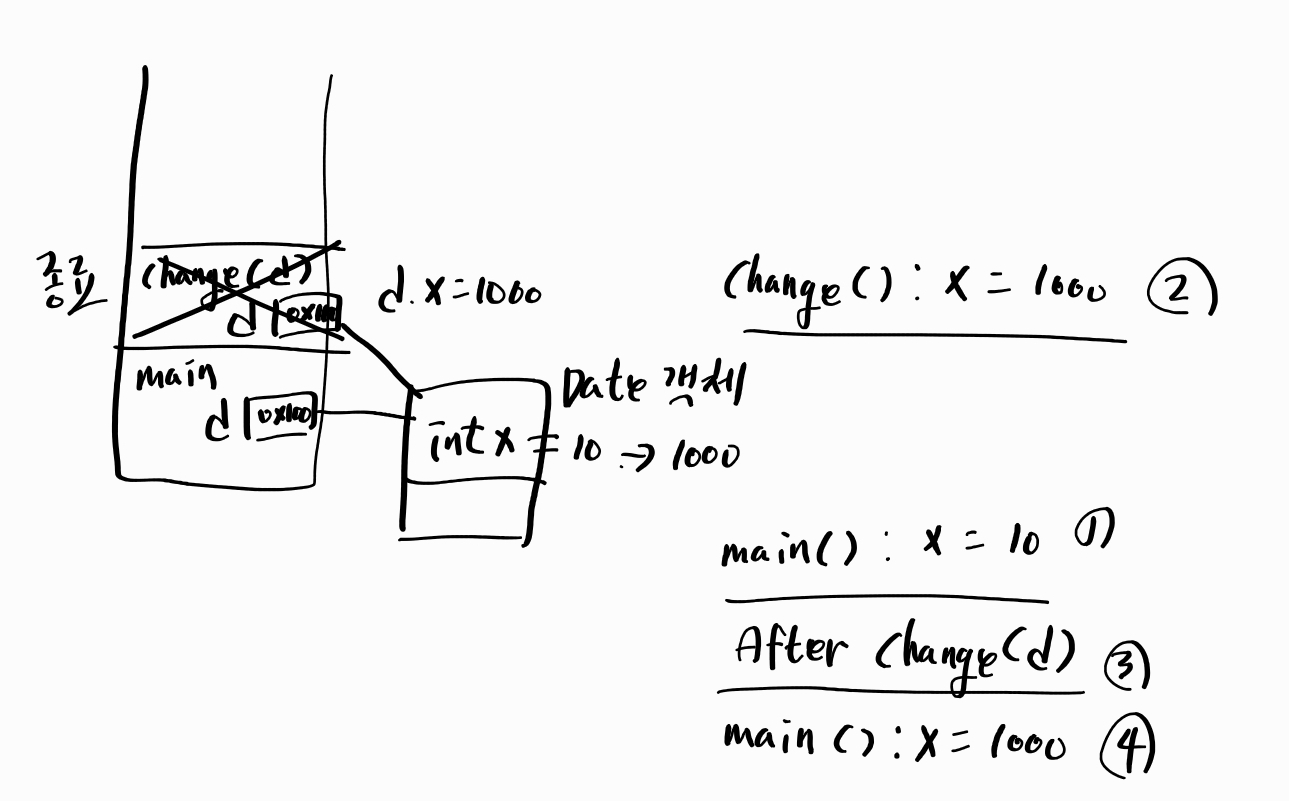 종료
change(d)
d 0x100
d.x=1000
main
d 0x100
Date 객체
int x = 10 → 1000
change() : x = 1000 ②
main() : x = 10 ①
After change(d) ③
main() : x = 1000 ④